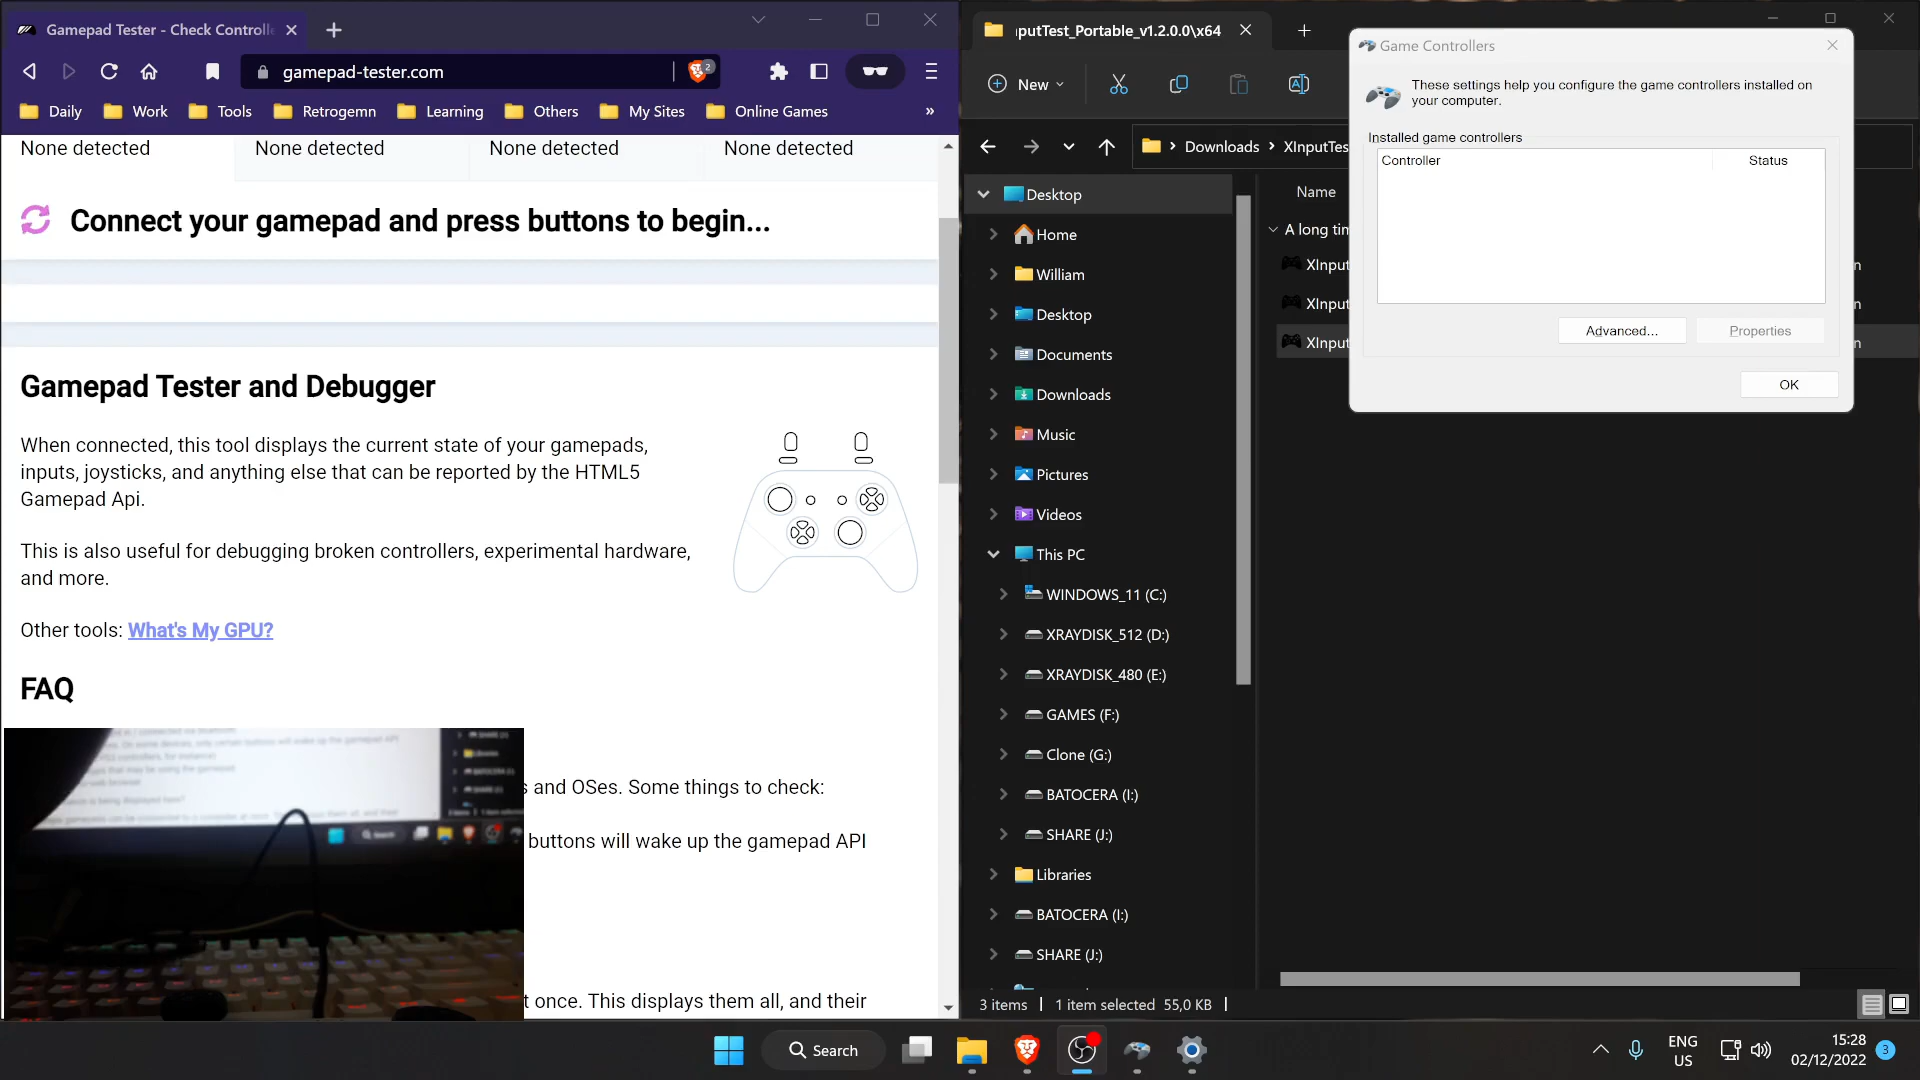 Gamepad Tester - Check Controlle
gamepad-tester.com
2
Daily
Work
Tools
Retrogemn
Learning
Others
My Sites
Online Games
»
None detected
None detected
None detected
None detected
Connect your gamepad and press buttons to begin...
Gamepad Tester and Debugger
When connected, this tool displays the current state of your gamepads,
inputs, joysticks, and anything else that can be reported by the HTML5
Gamepad Api.
This is also useful for debugging broken controllers, experimental hardware,
and more.
Other tools: What's My GPU?
FAQ
and OSes. Some things to check:
buttons will wake up the gamepad API
t once. This displays them all, and their
nputTest_Portable_v1.2.0.0\x64
New
Downloads
XInputTes
Desktop
Home
William
Desktop
Documents
Downloads
Music
Pictures
Videos
This PC
WINDOWS_11 (C:)
XRAYDISK_512 (D:)
XRAYDISK_480 (E:)
GAMES (F:)
Clone (G:)
BATOCERA (I:)
SHARE (J:)
Libraries
BATOCERA (I:)
SHARE (J:)
Name
A long tim
XInput
XInput
XInput
3 items
1 item selected 55,0 KB
Game Controllers
These settings help you configure the game controllers installed on
your computer.
Installed game controllers
Controller
Status
Advanced...
Properties
OK
Search
ENG
US
15:28
02/12/2022
3